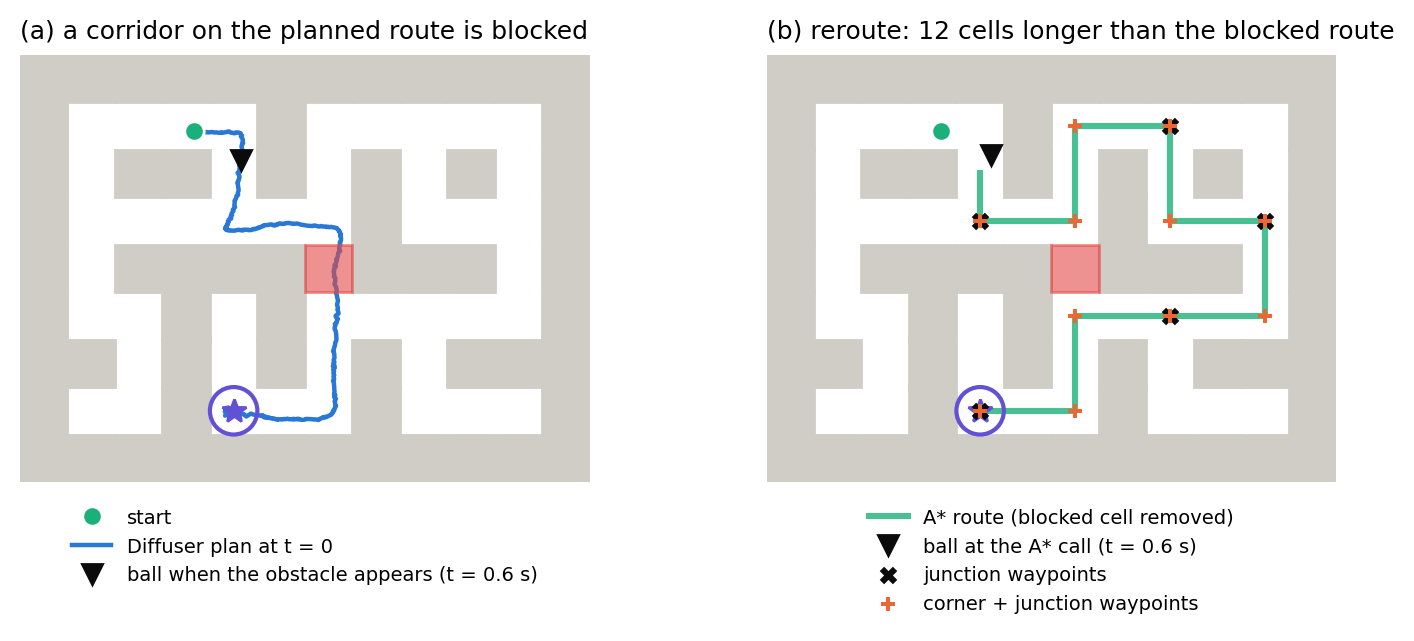 (a) a corridor on the planned route is blocked
(b) reroute: 12 cells longer than the blocked route
start
Diffuser plan at t = 0
ball when the obstacle appears (t = 0.6 s)
A* route (blocked cell removed)
ball at the A* call (t = 0.6 s)
junction waypoints
corner + junction waypoints